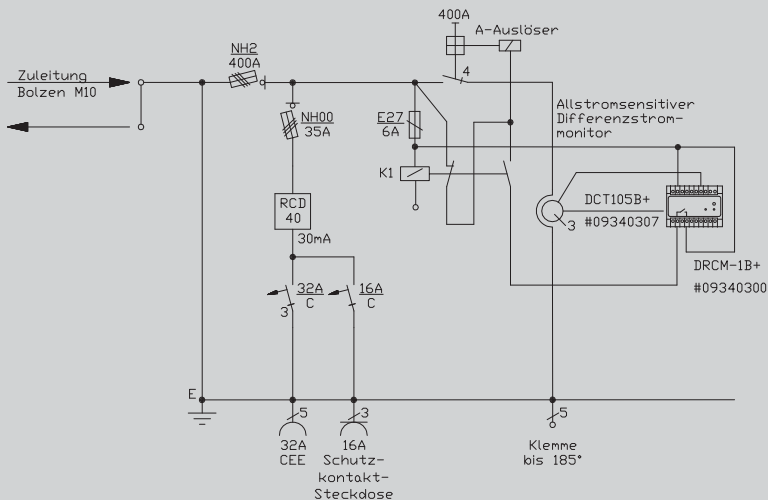 400A
A-Auslöser
NH2
400A
4
Zuleitung
Bolzen M10
NH00
35A
E27
6A
Allstromsensitiver
Differenzstrom-
monitor
K1
RCD
40
30mA
DCT105B+
#09340307
3
DRCM-1B+
#09340300
32A
C
3
16A
C
E
5
3
5
32A
CEE
16A
Schutz-
kontakt-
Steckdose
Klemme
bis 185°